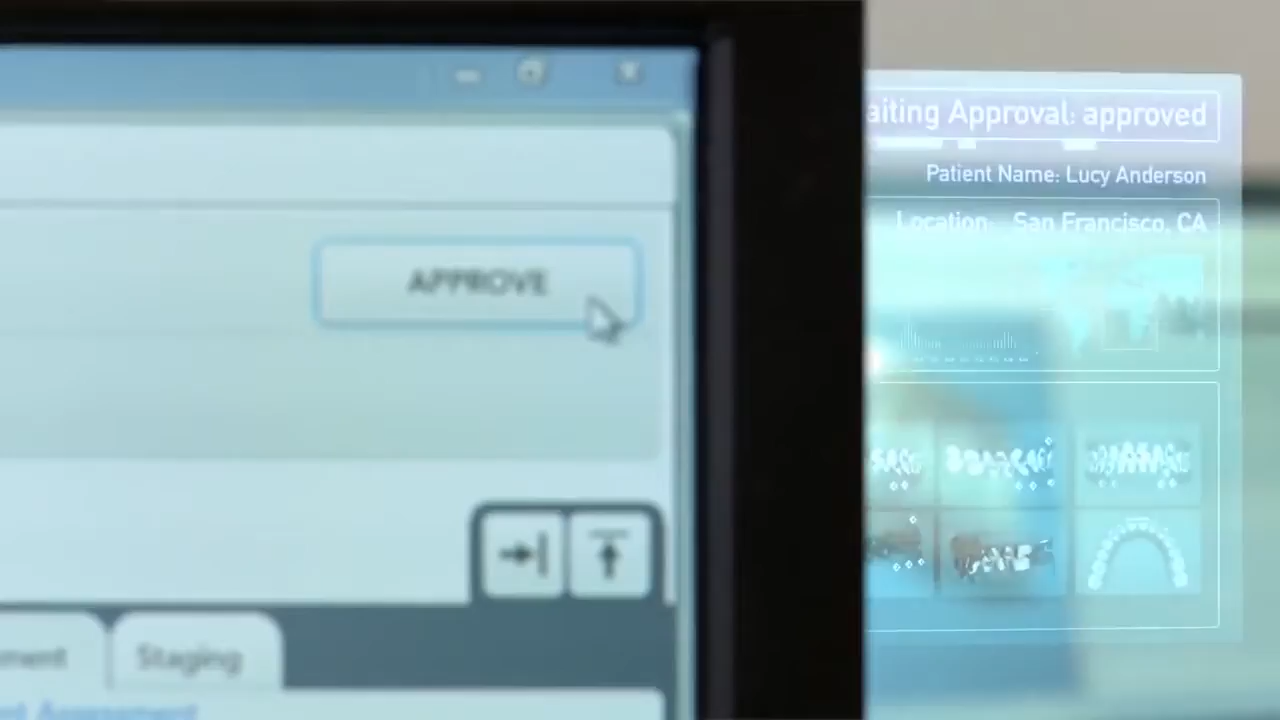 APPROVE
aiting Approval: approved
Patient Name: Lucy Anderson
Location: San Francisco, CA
Staging